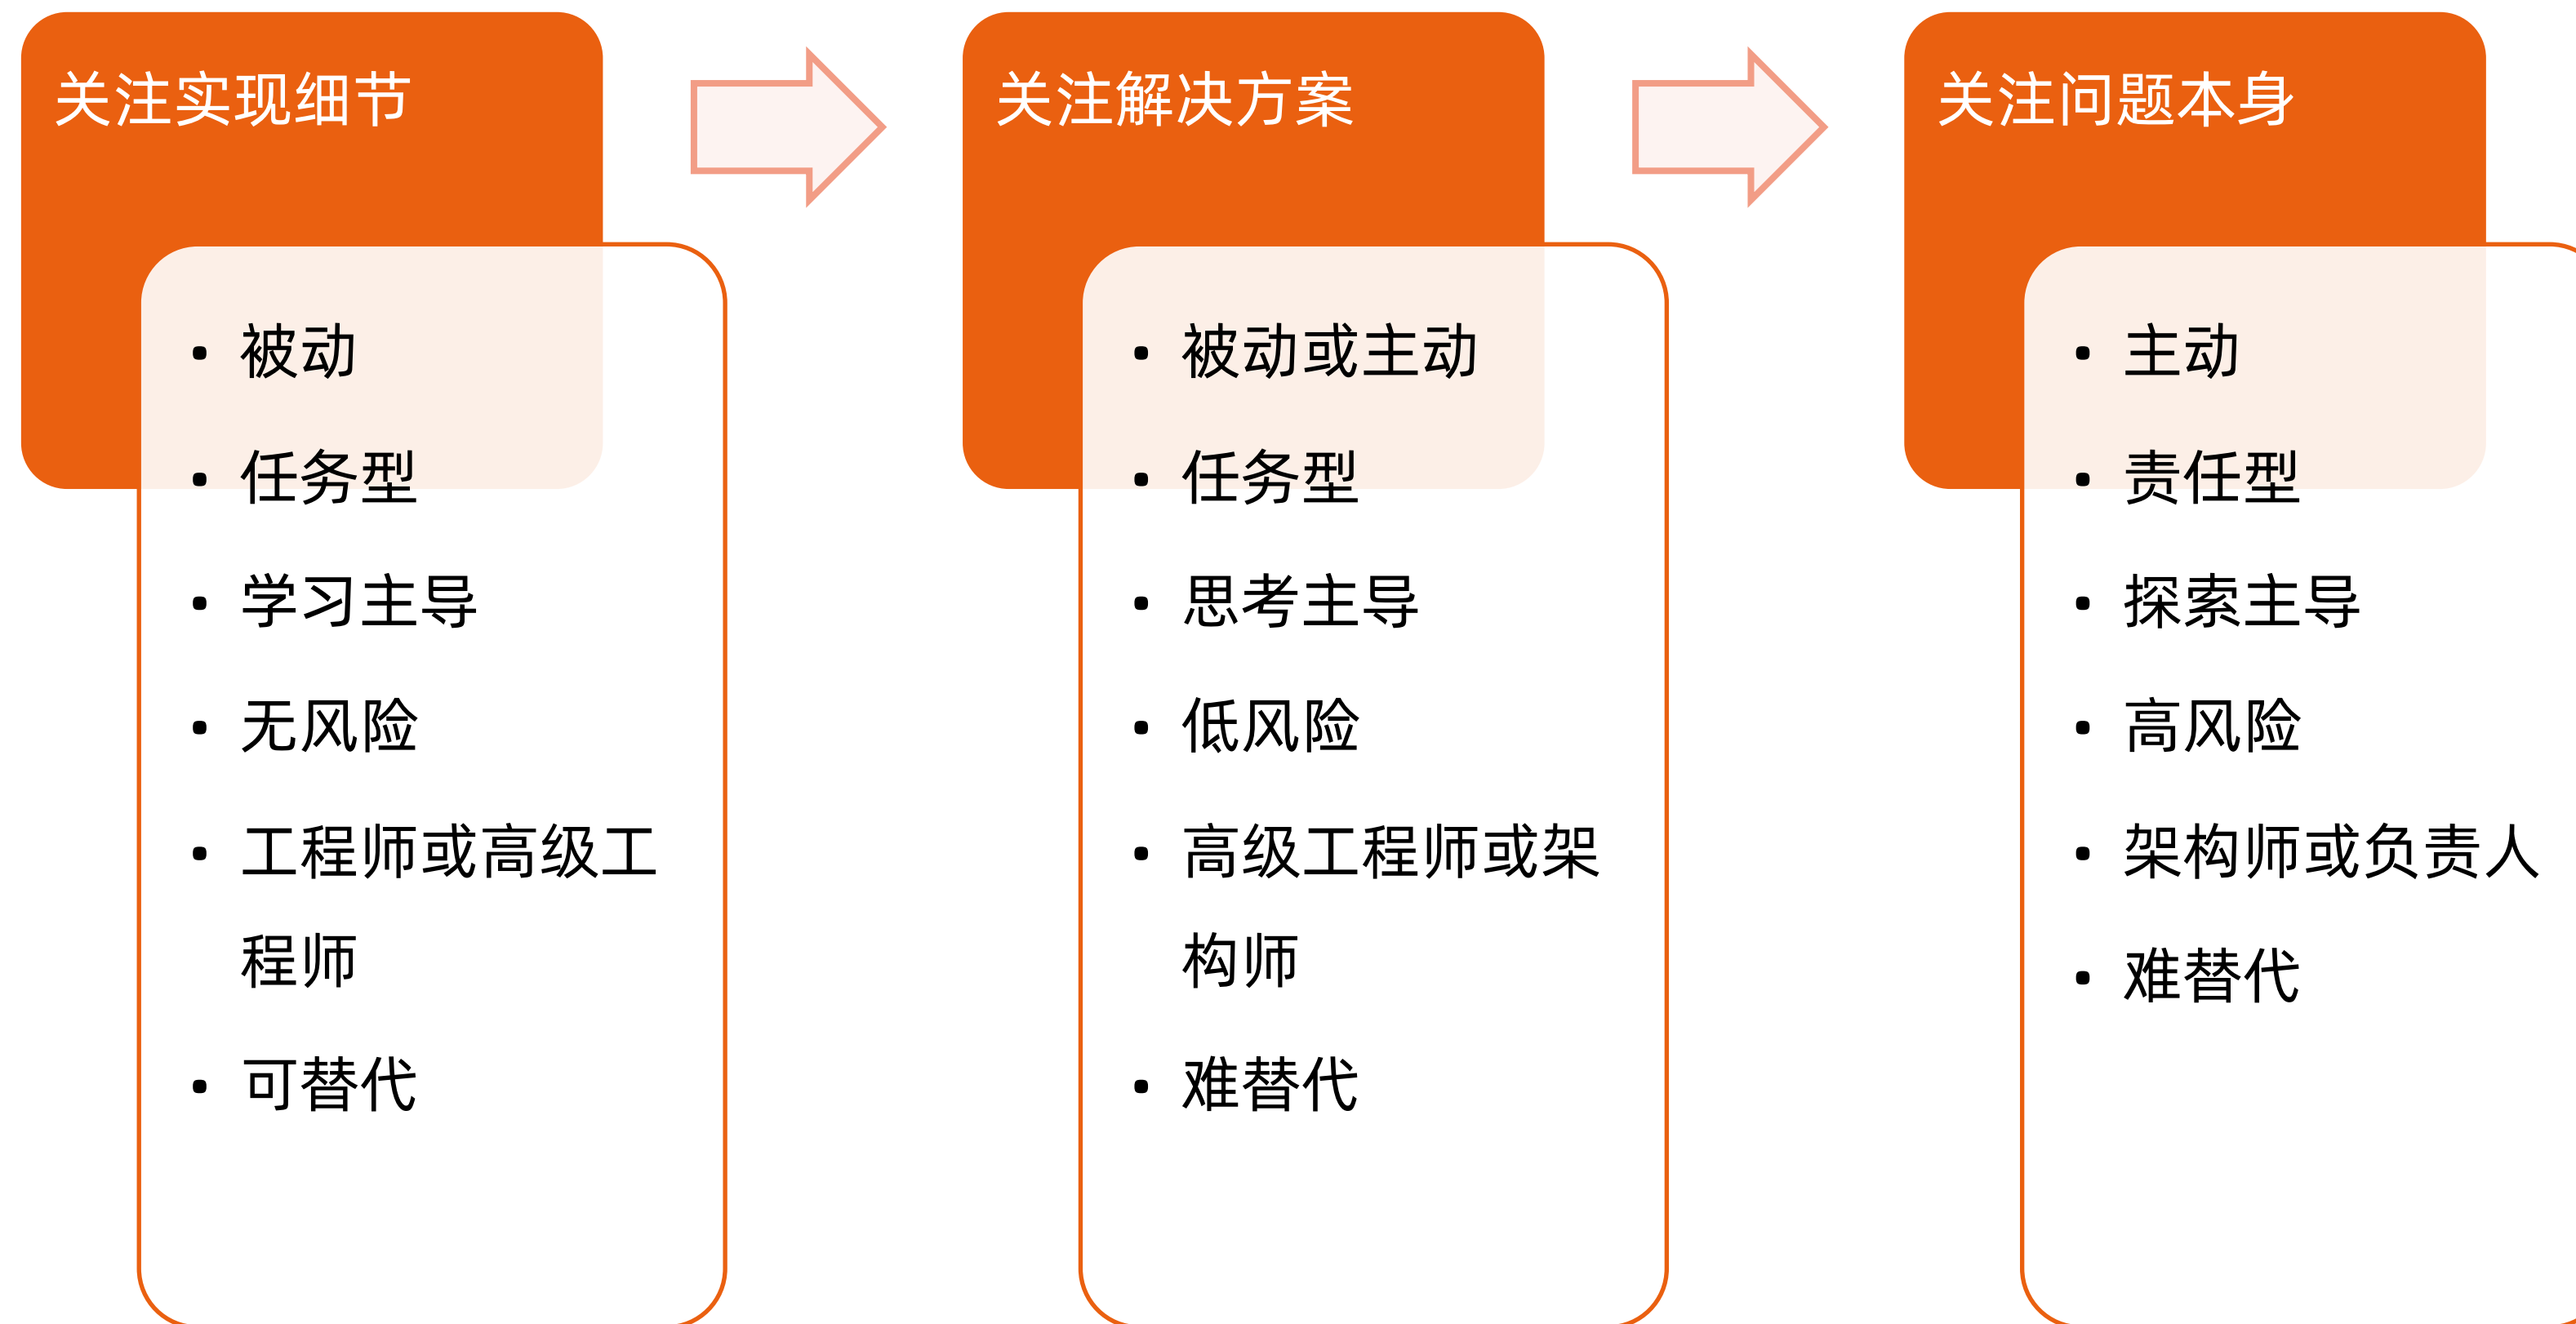 关注实现细节
• 被动
• 任务型
• 学习主导
• 无风险
• 工程师或高级工
程师
• 可替代
关注解决方案
• 被动或主动
• 任务型
• 思考主导
• 低风险
• 高级工程师或架
构师
• 难替代
关注问题本身
• 主动
• 责任型
• 探索主导
• 高风险
• 架构师或负责人
• 难替代